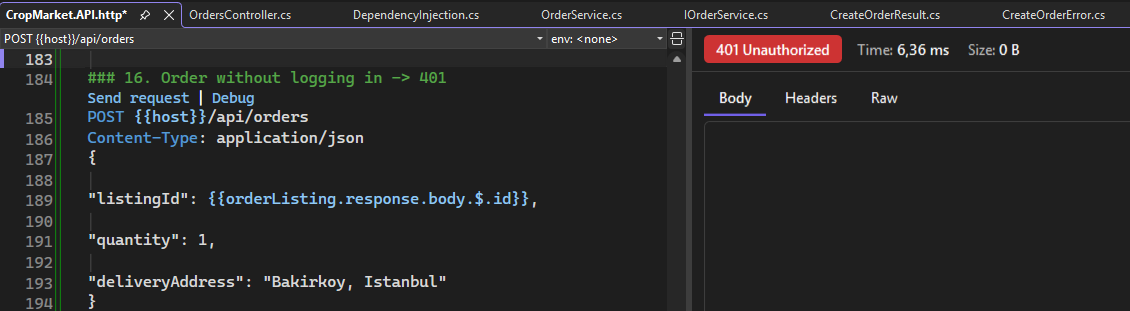 CropMarket.API.http* OrdersController.cs DependencyInjection.cs OrderService.cs IOrderService.cs CreateOrderResult.cs CreateOrderError.cs
POST {{host}}/api/orders env: <none>
183
184 ### 16. Order without logging in -> 401
Send request | Debug
185 POST {{host}}/api/orders
186 Content-Type: application/json
187 {
188
189 "listingId": {{orderListing.response.body.$.id}},
190
191 "quantity": 1,
192
193 "deliveryAddress": "Bakirkoy, Istanbul"
194 }
401 Unauthorized Time: 6,36 ms Size: 0 B
Body Headers Raw